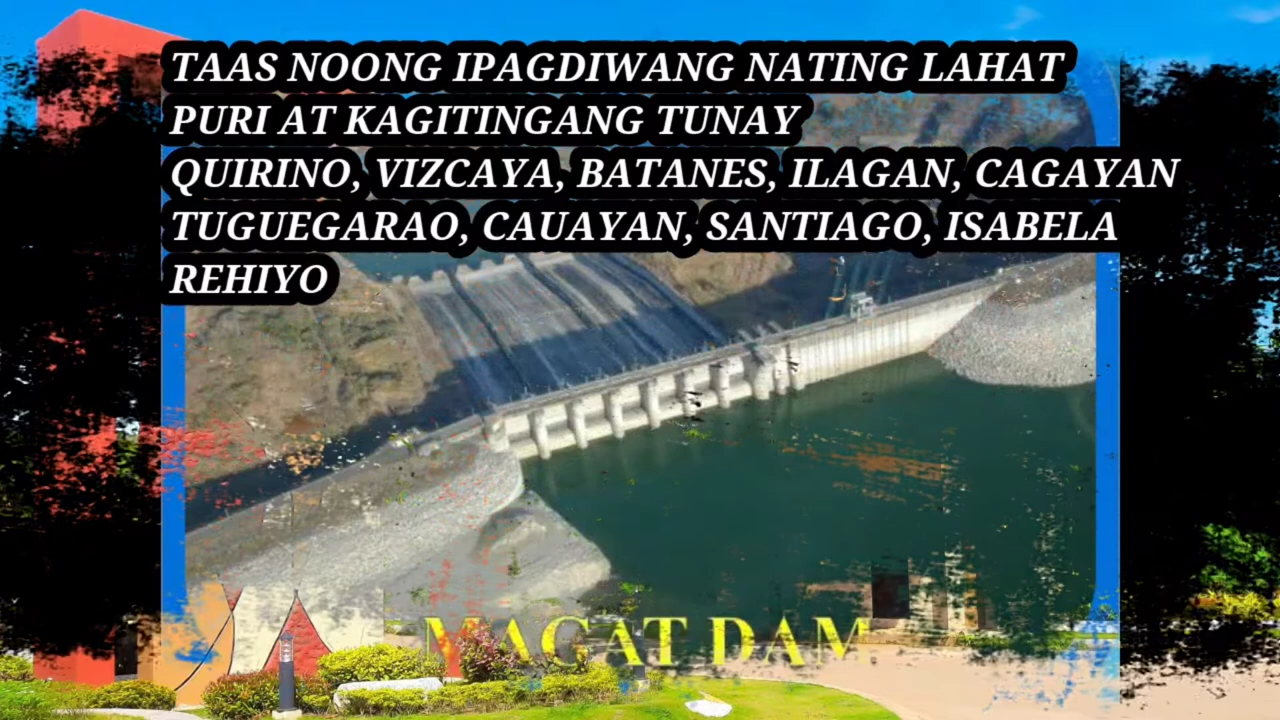 TAAS NOONG IPAGDIWANG NATING LAHAT
PURI AT KAGITINGANG TUNAY
QUIRINO, VIZCAYA, BATANES, ILAGAN, CAGAYAN
TUGUEGARAO, CAUAYAN, SANTIAGO, ISABELA
REHIYO
MAGAT DAM